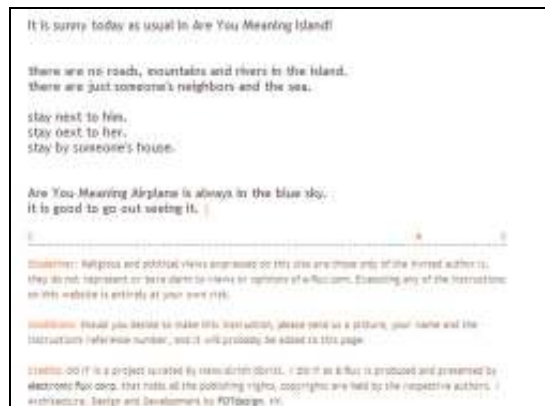 It is sunny today as usual in Are You Meaning Island!
there are no roads, mountains and rivers in the island.
there are just someone's neighbors and the sea.
stay next to him.
stay next to her.
stay by someone's house.
Are You Meaning Airplane is always in the blue sky.
it is good to go out seeing it.
Disclaimer: Religious and political views expressed on this site are those only of the invited author is,
they do not represent or bare claim to views or opinions of e-flux.com. Executing any of the instructions
on this website is entirely at your own risk.
Would you decide to make this instruction, please send us a picture, your name and the
instructions reference number, and it will probably be added to this page.
Credits: DO IT is a project curated by Hans Ulrich Obrist. DO IT at e-flux is produced and presented by
electronic flux corp. that holds all the publishing rights, copyrights are held by the respective authors.
Architecture, Design and Development by FDTdesign, NY.